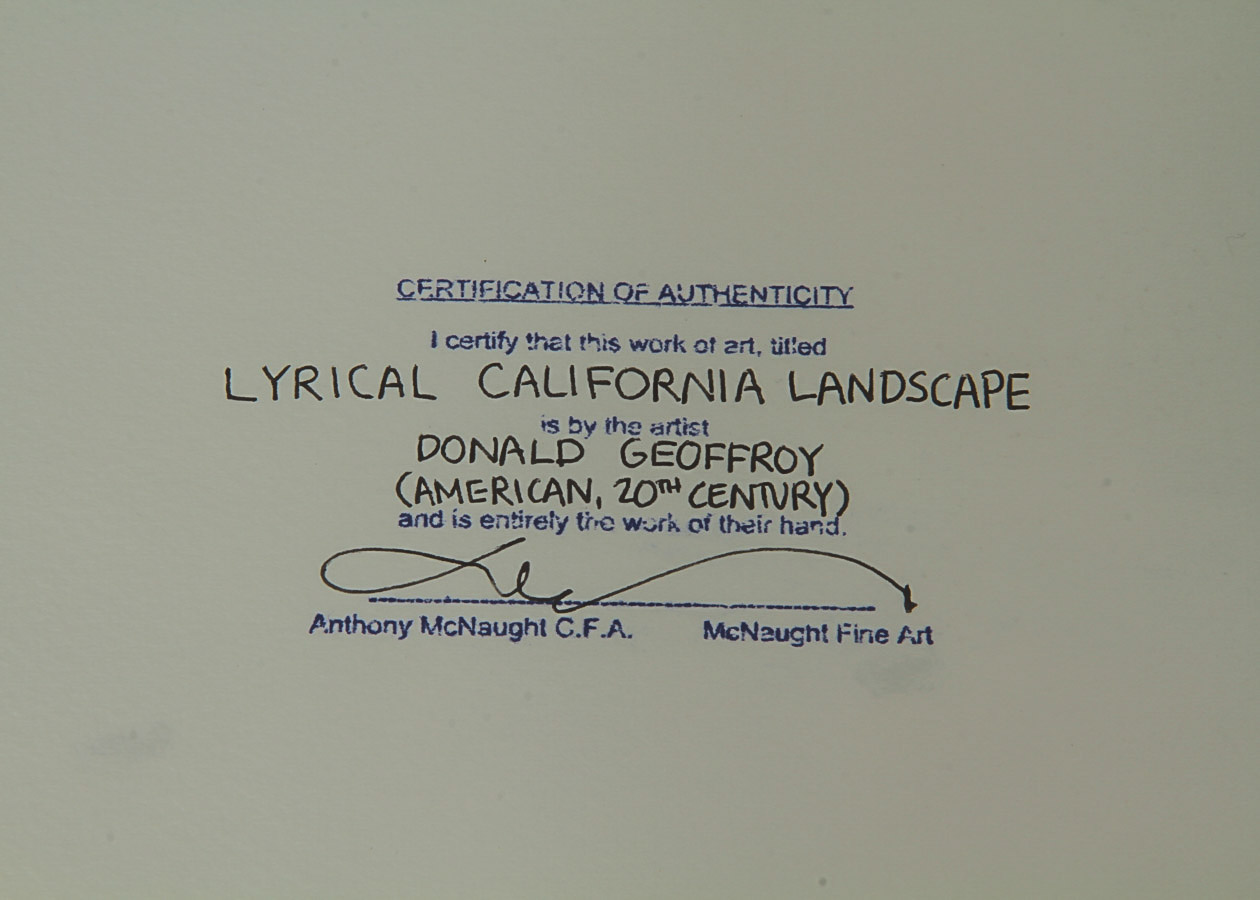 CERTIFICATION OF AUTHENTICITY
I certify that this work of art, titled
LYRICAL CALIFORNIA LANDSCAPE
is by the artist
DONALD GEOFFROY
(AMERICAN, 20TH CENTURY)
and is entirely the work of their hand.
Anthony McNaught C.F.A. McNaught Fine Art